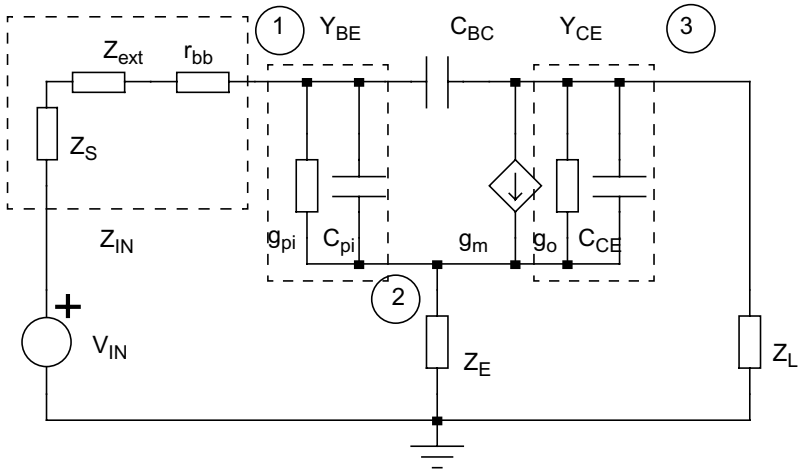 1
Y_BE
C_BC
Y_CE
3
Z_ext
r_bb
Z_S
Z_IN
g_pi
C_pi
g_m
g_o
C_CE
2
+
V_IN
Z_E
Z_L